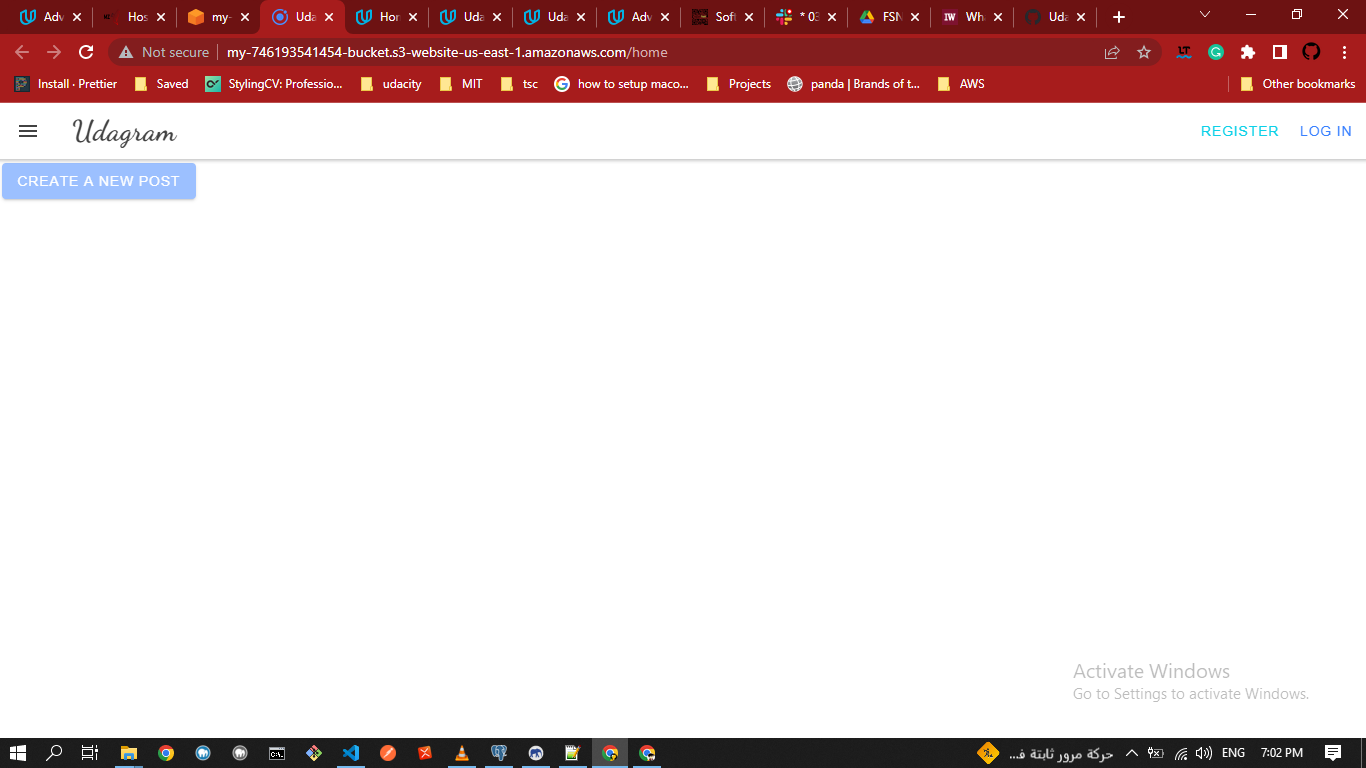 Adv
Hos
my-
Uda
Hor
Uda
Uda
Adv
Soft
* 03
FSN
IW
Wha
Uda
Not secure
my-746193541454-bucket.s3-website-us-east-1.amazonaws.com/home
Install · Prettier
Saved
StylingCV: Professio...
udacity
MIT
tsc
how to setup maco...
Projects
panda | Brands of t...
AWS
Other bookmarks
Udagram
REGISTER
LOG IN
CREATE A NEW POST
Activate Windows
Go to Settings to activate Windows.
حركة مرور ثابتة ف...
ENG
7:02 PM